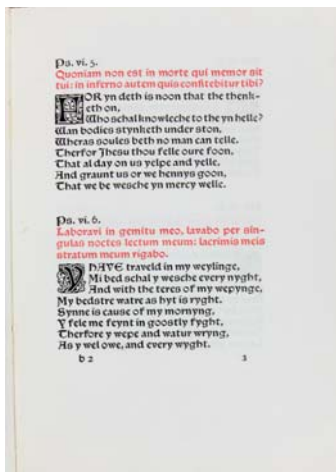 Ps. vi. 5.
Quoniam non est in morte qui memor sit
tui: in inferno autem quis confitebitur tibi?
FOR yn deth is noon that the thenk-
eth on,
Who schal knowleche to the yn helle?
Wan bodies stynketh under ston,
Wheras soules beth no man can telle.
Therfor Jhesu thou felle oure foon,
That al day on us yelpe and yelle,
And graunt us or we hennys goon,
That we be wesche yn mercy welle.
Ps. vi. 6.
Laboravi in gemitu meo, lavabo per sin-
gulas noctes lectum meum: lacrimis meis
stratum meum rigabo.
Y HAVE traveld in my weylinge,
Mi bed schal y wesche every nyght,
And with the teres of my wepynge,
My bedstre watre as hyt is ryght.
Synne is cause of my mornyng,
Y fele me feynt in goostly fyght,
Therfore y wepe and watur wryng,
As y wel owe, and every wyght.
b 2 3